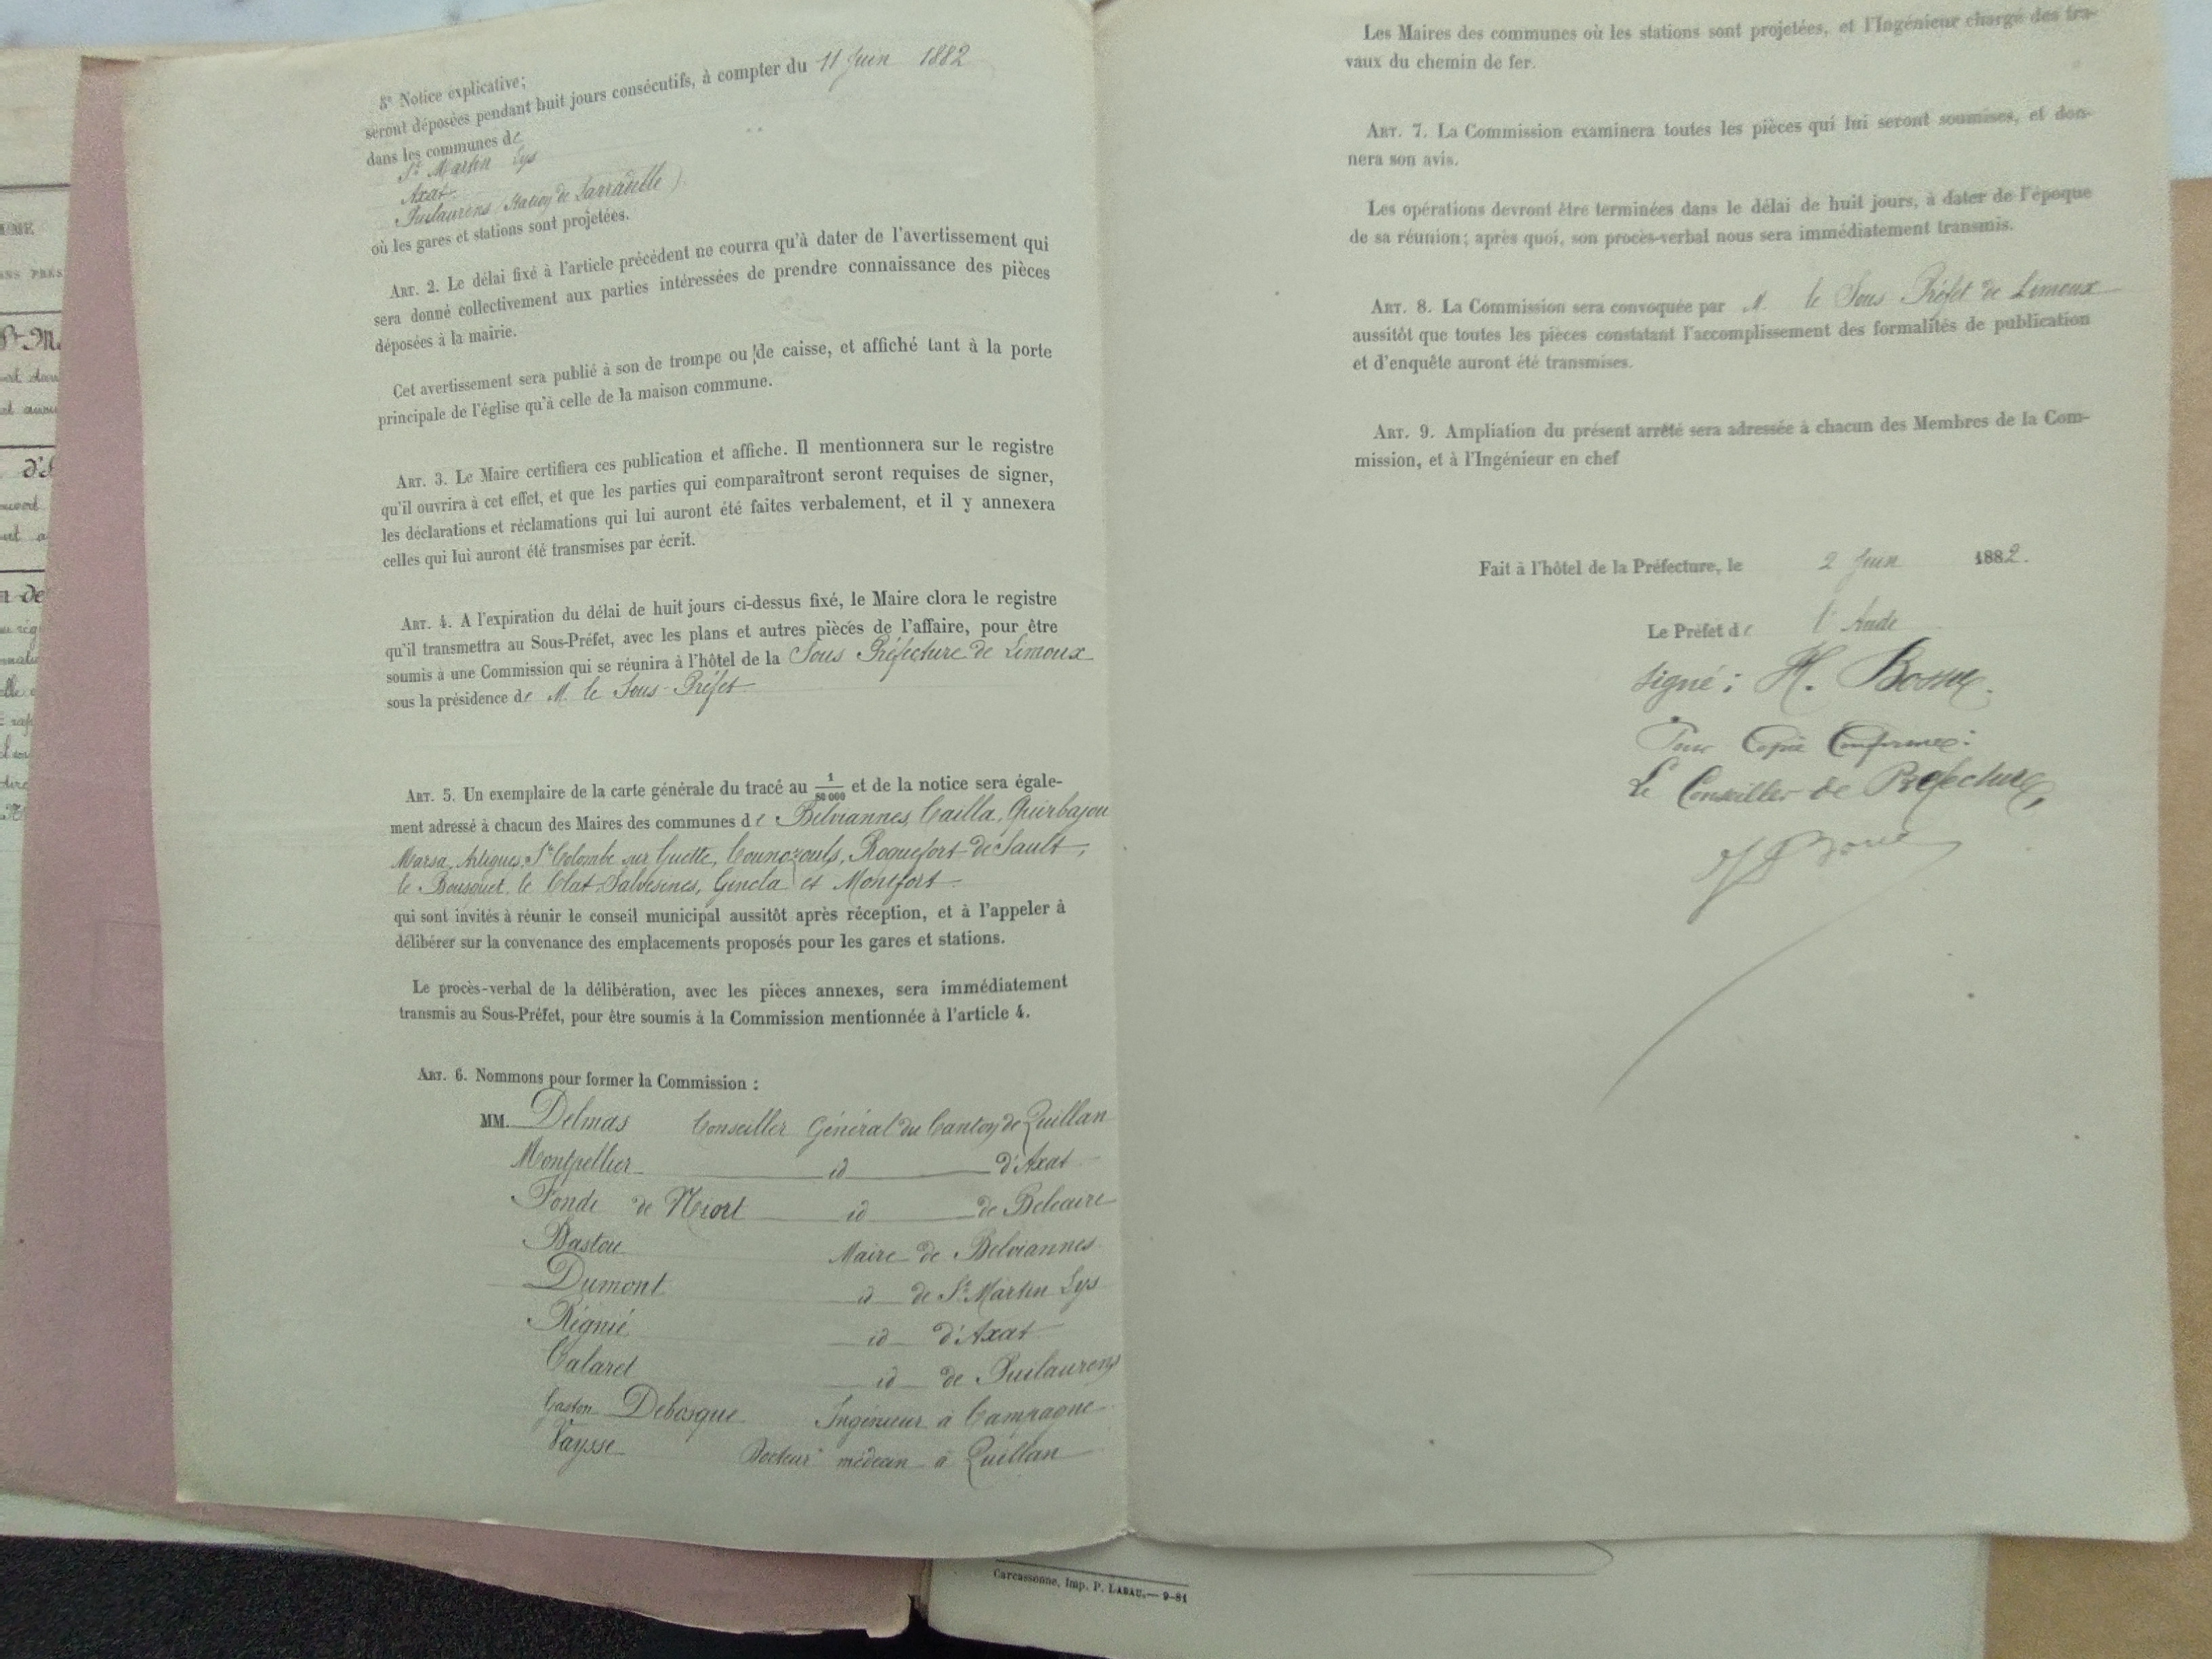 5° Notice explicative;
seront déposées pendant huit jours consécutifs, à compter du 11 Juin 1882
dans les communes de
St Martin Lys
Axat
Puilaurens (Station de Larradelle)
où les gares et stations sont projetées.
ART. 2. Le délai fixé à l'article précédent ne courra qu'à dater de l'avertissement qui
sera donné collectivement aux parties intéressées de prendre connaissance des pièces
déposées à la mairie.
Cet avertissement sera publié à son de trompe ou de caisse, et affiché tant à la porte
principale de l'église qu'à celle de la maison commune.
ART. 3. Le Maire certifiera ces publication et affiche. Il mentionnera sur le registre
qu'il ouvrira à cet effet, et que les parties qui comparaîtront seront requises de signer,
les déclarations et réclamations qui lui auront été faites verbalement, et il y annexera
celles qui lui auront été transmises par écrit.
ART. 4. A l'expiration du délai de huit jours ci-dessus fixé, le Maire clora le registre
qu'il transmettra au Sous-Préfet, avec les plans et autres pièces de l'affaire, pour être
soumis à une Commission qui se réunira à l'hôtel de la Sous Préfecture de Limoux
sous la présidence de M. le Sous-Préfet
ART. 5. Un exemplaire de la carte générale du tracé au 1/80 000 et de la notice sera égale-
ment adressé à chacun des Maires des communes de Belviannes, Cailla, Quirbajou
Marsa, Artigues, Ste Colombe sur Guette, Counozouls, Roquefort de Sault,
le Bousquet, le Clat, Salvesines, Gincla et Montfort
qui sont invités à réunir le conseil municipal aussitôt après réception, et à l'appeler à
délibérer sur la convenance des emplacements proposés pour les gares et stations.
Le procès-verbal de la délibération, avec les pièces annexes, sera immédiatement
transmis au Sous-Préfet, pour être soumis à la Commission mentionnée à l'article 4.
ART. 6. Nommons pour former la Commission :
MM. Delmas Conseiller Général du Canton de Quillan
Montpellier id d'Axat
Fonde de Niort id de Belcaire
Bastou Maire de Belviannes
Dumont id de St Martin Lys
Régnié id d'Axat
Calaret id de Puilaurens
Gaston Debosque Ingénieur à Campagne
Vaysse Docteur médecin à Quillan
Les Maires des communes où les stations sont projetées, et l'Ingénieur chargé des tra-
vaux du chemin de fer.
ART. 7. La Commission examinera toutes les pièces qui lui seront soumises, et don-
nera son avis.
Les opérations devront être terminées dans le délai de huit jours, à dater de l'époque
de sa réunion; après quoi, son procès-verbal nous sera immédiatement transmis.
ART. 8. La Commission sera convoquée par M. le Sous Préfet de Limoux
aussitôt que toutes les pièces constatant l'accomplissement des formalités de publication
et d'enquête auront été transmises.
ART. 9. Ampliation du présent arrêté sera adressée à chacun des Membres de la Com-
mission, et à l'Ingénieur en chef
Fait à l'hôtel de la Préfecture, le 2 Juin 1882.
Le Préfet de l'Aude
Signé : H. Bosne
Pour Copie Conforme :
Le Conseiller de Préfecture,
Carcassonne, Imp. P. LABAU.— 9-81